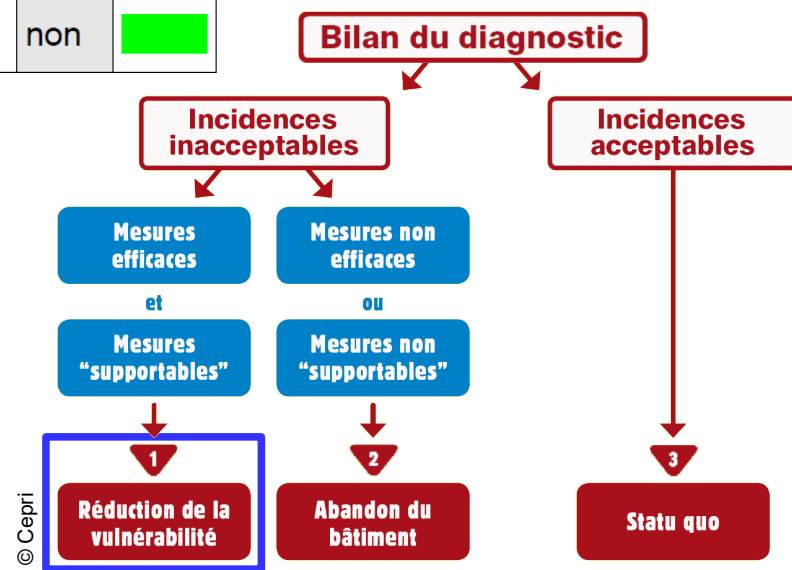 non
Bilan du diagnostic
Incidences
inacceptables
Incidences
acceptables
Mesures
efficaces
Mesures non
efficaces
et
ou
Mesures
“supportables”
Mesures non
“supportables”
1
2
3
Réduction de la
vulnérabilité
Abandon du
bâtiment
Statu quo
© Cepri